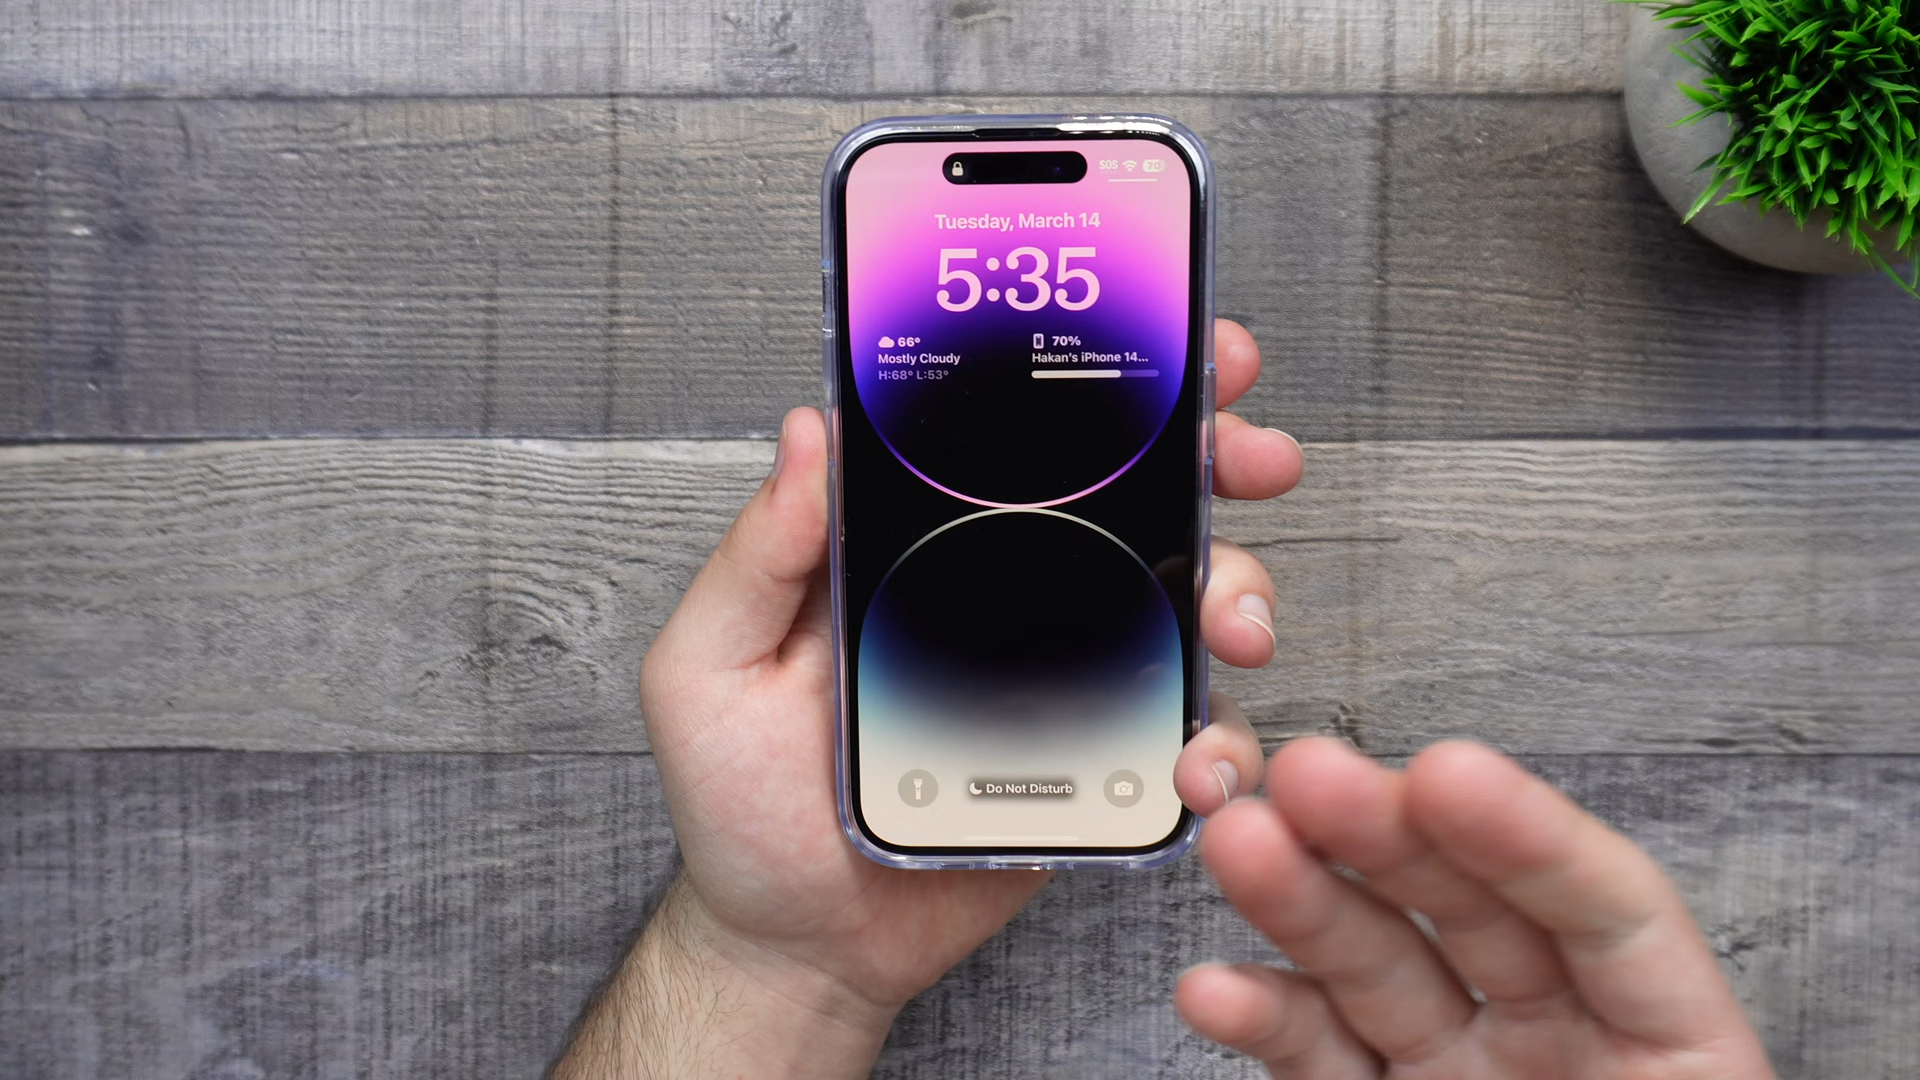 SOS 70
Tuesday, March 14
5:35
66°
Mostly Cloudy
H:68° L:53°
70%
Hakan's iPhone 14...
Do Not Disturb